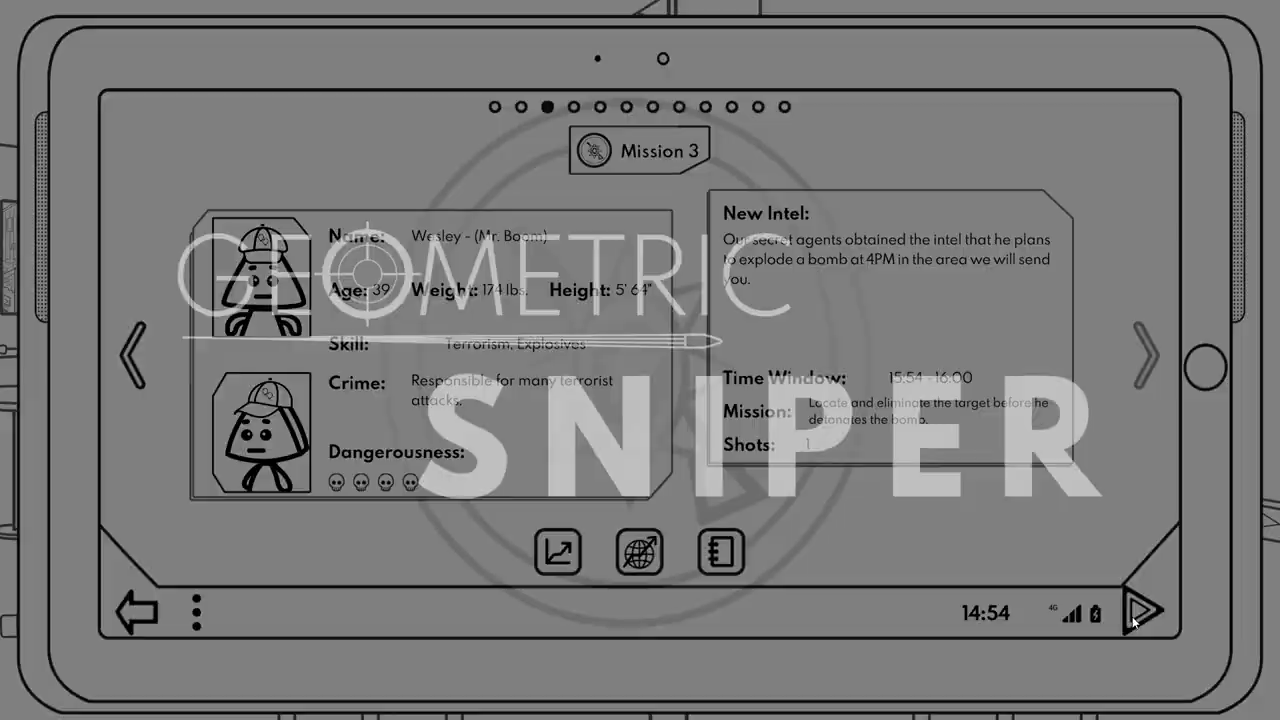 Mission 3
Name: Wesley - (Mr. Boom)
Age: 39 Weight: 174 lbs. Height: 5' 64"
Skill: Terrorism, Explosives
Crime: Responsible for many terrorist
attacks.
Dangerousness:
New Intel:
Our secret agents obtained the intel that he plans
to explode a bomb at 4PM in the area we will send
you.
Time Window: 15:54 - 16:00
Mission: Locate and eliminate the target before he
detonates the bomb.
Shots: 1
GEOMETRIC
SNIPER
14:54
4G